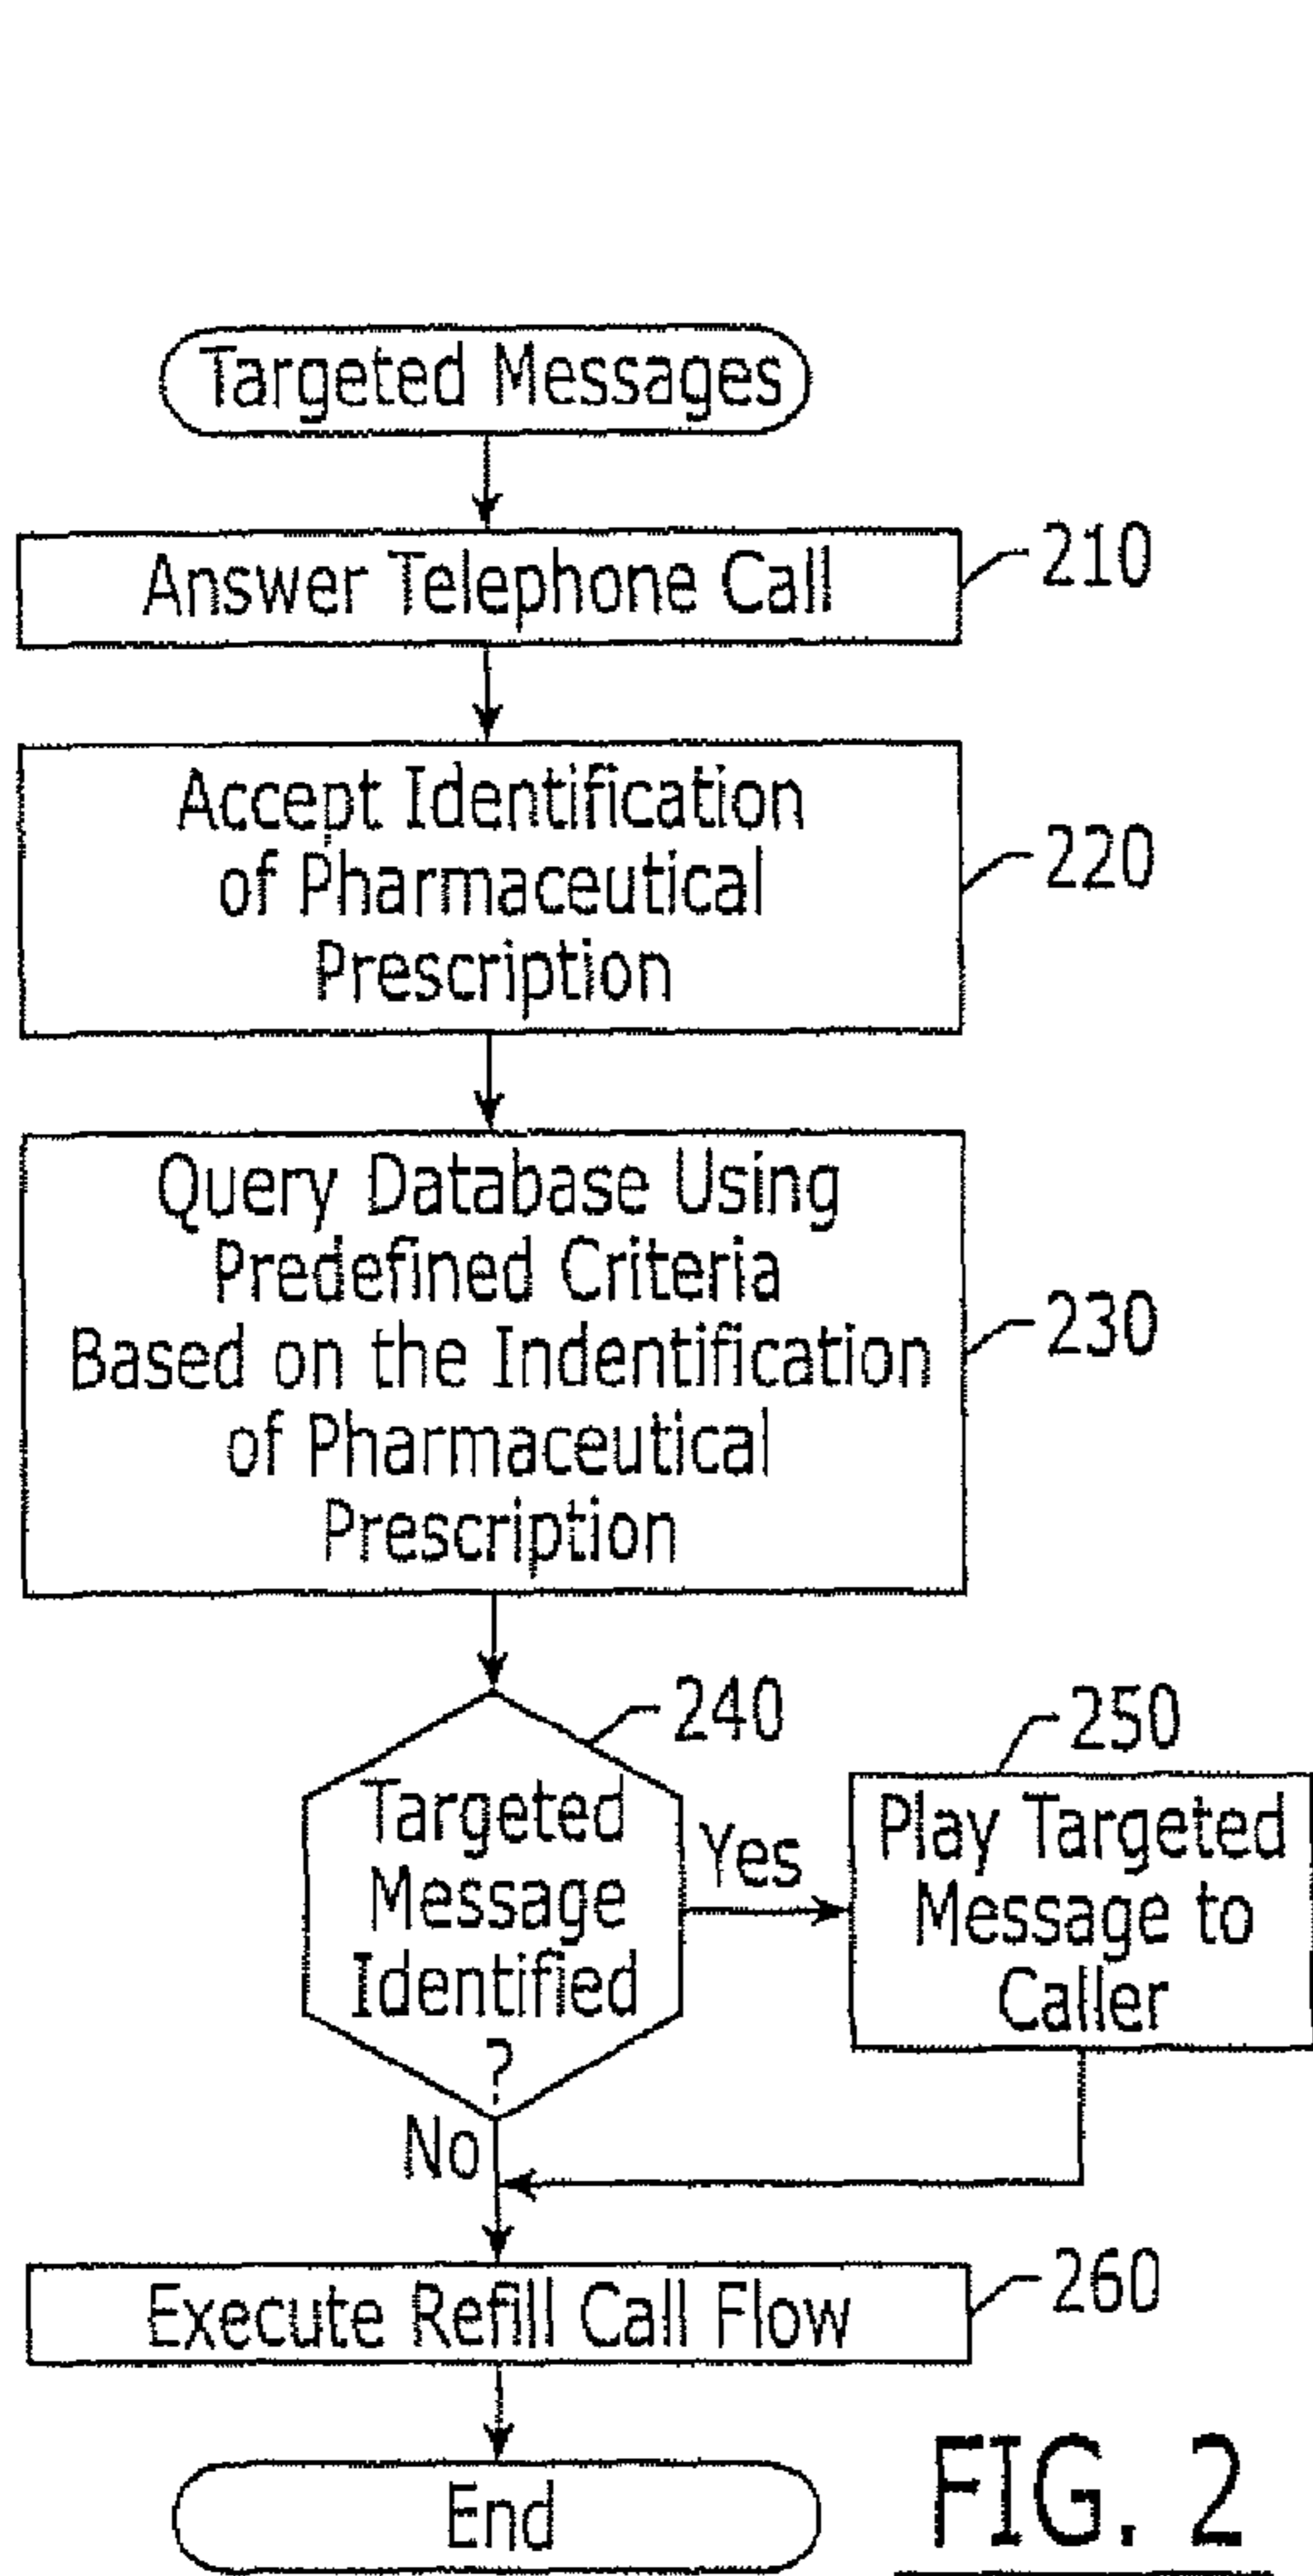 Targeted Messages
Answer Telephone Call
210
Accept Identification
of Pharmaceutical
Prescription
220
Query Database Using
Predefined Criteria
Based on the Indentification
of Pharmaceutical
Prescription
230
240
Targeted
Message
Identified
?
Yes
250
Play Targeted
Message to
Caller
No
Execute Refill Call Flow
260
End
FIG. 2